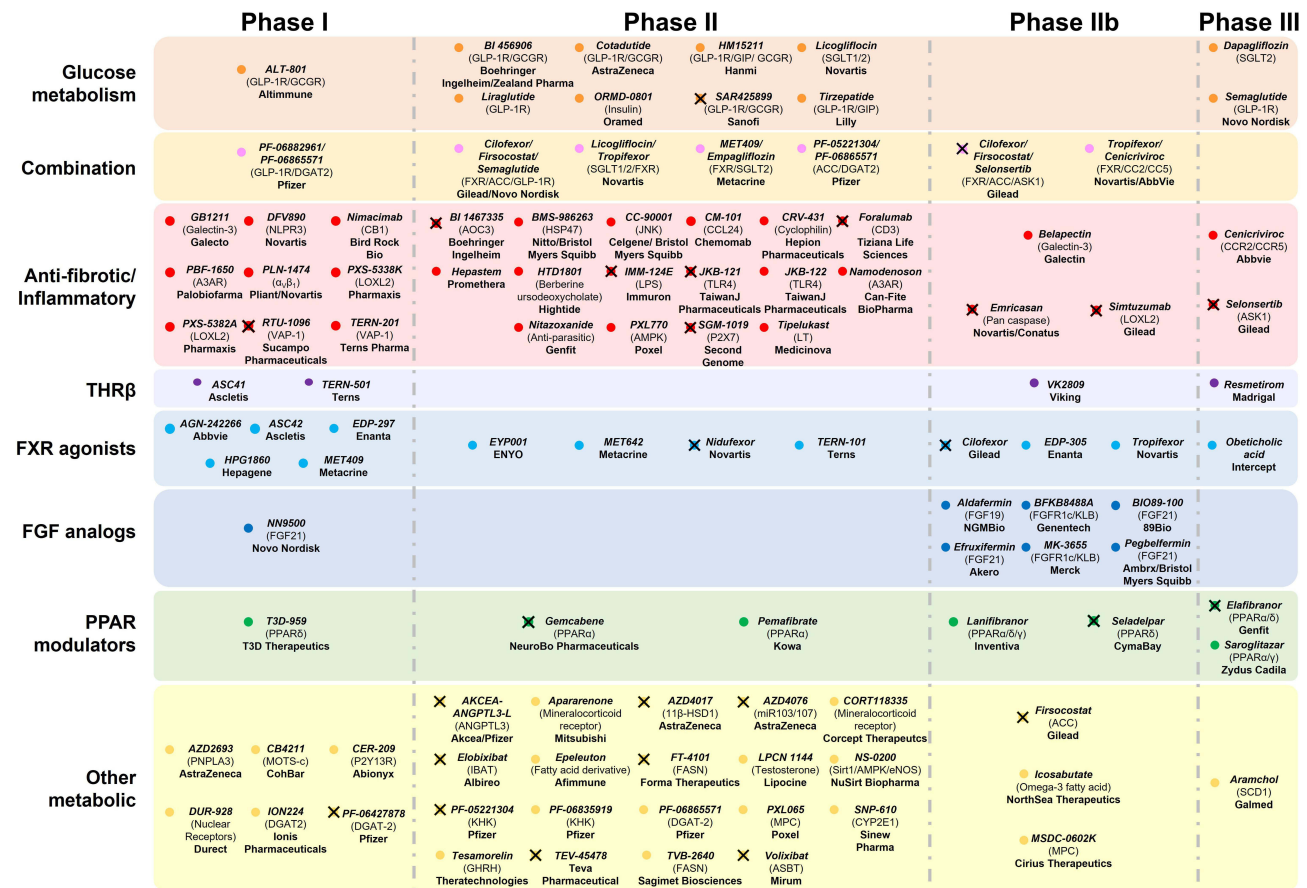 Phase I
Phase II
Phase IIb
Phase III
Glucose
metabolism
ALT-801
(GLP-1R/GCGR)
Altimmune
BI 456906
(GLP-1R/GCGR)
Boehringer
Ingelheim/Zealand Pharma
Cotadutide
(GLP-1R/GCGR)
AstraZeneca
HM15211
(GLP-1R/GIP/ GCGR)
Hanmi
Licogliflocin
(SGLT1/2)
Novartis
Liraglutide
(GLP-1R)
ORMD-0801
(Insulin)
Oramed
SAR425899
(GLP-1R/GCGR)
Sanofi
Tirzepatide
(GLP-1R/GIP)
Lilly
Dapagliflozin
(SGLT2)
Semaglutide
(GLP-1R)
Novo Nordisk
Combination
PF-06882961/
PF-06865571
(GLP-1R/DGAT2)
Pfizer
Cilofexor/
Firsocostat/
Semaglutide
(FXR/ACC/GLP-1R)
Gilead/Novo Nordisk
Licogliflozin/
Tropifexor
(SGLT1/2/FXR)
Novartis
MET409/
Empagliflozin
(FXR/SGLT2)
Metacrine
PF-05221304/
PF-06865571
(ACC/DGAT2)
Pfizer
Cilofexor/
Firsocostat/
Selonsertib
(FXR/ACC/ASK1)
Gilead
Tropifexor/
Cenicriviroc
(FXR/CC2/CC5)
Novartis/AbbVie
Anti-fibrotic/
Inflammatory
GB1211
(Galectin-3)
Galecto
DFV890
(NLPR3)
Novartis
Nimacimab
(CB1)
Bird Rock
Bio
PBF-1650
(A3AR)
Palobiofarma
PLN-1474
(αvβ1)
Pliant/Novartis
PXS-5338K
(LOXL2)
Pharmaxis
PXS-5382A
(LOXL2)
Pharmaxis
RTU-1096
(VAP-1)
Sucampo
Pharmaceuticals
TERN-201
(VAP-1)
Terns Pharma
BI 1467335
(AOC3)
Boehringer
Ingelheim
BMS-986263
(HSP47)
Nitto/Bristol
Myers Squibb
CC-90001
(JNK)
Celgene/ Bristol
Myers Squibb
CM-101
(CCL24)
Chemomab
CRV-431
(Cyclophilin)
Hepion
Pharmaceuticals
Foralumab
(CD3)
Tiziana Life
Sciences
Hepastem
Promethera
HTD1801
(Berberine
ursodeoxycholate)
Hightide
IMM-124E
(LPS)
Immuron
JKB-121
(TLR4)
TaiwanJ
Pharmaceuticals
JKB-122
(TLR4)
TaiwanJ
Pharmaceuticals
Namodenoson
(A3AR)
Can-Fite
BioPharma
Nitazoxanide
(Anti-parasitic)
Genfit
PXL770
(AMPK)
Poxel
SGM-1019
(P2X7)
Second
Genome
Tipelukast
(LT)
Medicinova
Belapectin
(Galectin-3)
Galectin
Emricasan
(Pan caspase)
Novartis/Conatus
Simtuzumab
(LOXL2)
Gilead
Cenicriviroc
(CCR2/CCR5)
Abbvie
Selonsertib
(ASK1)
Gilead
THRβ
ASC41
Ascletis
TERN-501
Terns
VK2809
Viking
Resmetirom
Madrigal
FXR agonists
AGN-242266
Abbvie
ASC42
Ascletis
EDP-297
Enanta
HPG1860
Hepagene
MET409
Metacrine
EYP001
ENYO
MET642
Metacrine
Nidufexor
Novartis
TERN-101
Terns
Cilofexor
Gilead
EDP-305
Enanta
Tropifexor
Novartis
Obeticholic
acid
Intercept
FGF analogs
NN9500
(FGF21)
Novo Nordisk
Aldafermin
(FGF19)
NGMBio
BFKB8488A
(FGFR1c/KLB)
Genentech
BIO89-100
(FGF21)
89Bio
Efruxifermin
(FGF21)
Akero
MK-3655
(FGFR1c/KLB)
Merck
Pegbelfermin
(FGF21)
Ambrx/Bristol
Myers Squibb
PPAR
modulators
T3D-959
(PPARδ)
T3D Therapeutics
Gemcabene
(PPARα)
NeuroBo Pharmaceuticals
Pemafibrate
(PPARα)
Kowa
Lanifibranor
(PPARα/δ/γ)
Inventiva
Seladelpar
(PPARδ)
CymaBay
Elafibranor
(PPARα/δ)
Genfit
Saroglitazar
(PPARα/γ)
Zydus Cadila
Other
metabolic
AZD2693
(PNPLA3)
AstraZeneca
CB4211
(MOTS-c)
CohBar
CER-209
(P2Y13R)
Abionyx
DUR-928
(Nuclear
Receptors)
Durect
ION224
(DGAT2)
Ionis
Pharmaceuticals
PF-06427878
(DGAT-2)
Pfizer
AKCEA-
ANGPTL3-L
(ANGPTL3)
Akcea/Pfizer
Apararenone
(Mineralocorticoid
receptor)
Mitsubishi
AZD4017
(11β-HSD1)
AstraZeneca
AZD4076
(miR103/107)
AstraZeneca
CORT118335
(Mineralocorticoid
receptor)
Corcept Therapeutcs
Elobixibat
(IBAT)
Albireo
Epeleuton
(Fatty acid derivative)
Afimmune
FT-4101
(FASN)
Forma Therapeutics
LPCN 1144
(Testosterone)
Lipocine
NS-0200
(Sirt1/AMPK/eNOS)
NuSirt Biopharma
PF-05221304
(KHK)
Pfizer
PF-06835919
(KHK)
Pfizer
PF-06865571
(DGAT-2)
Pfizer
PXL065
(MPC)
Poxel
SNP-610
(CYP2E1)
Sinew
Pharma
Tesamorelin
(GHRH)
Theratechnologies
TEV-45478
Teva
Pharmaceutical
TVB-2640
(FASN)
Sagimet Biosciences
Volixibat
(ASBT)
Mirum
Firsocostat
(ACC)
Gilead
Icosabutate
(Omega-3 fatty acid)
NorthSea Therapeutics
MSDC-0602K
(MPC)
Cirius Therapeutics
Aramchol
(SCD1)
Galmed